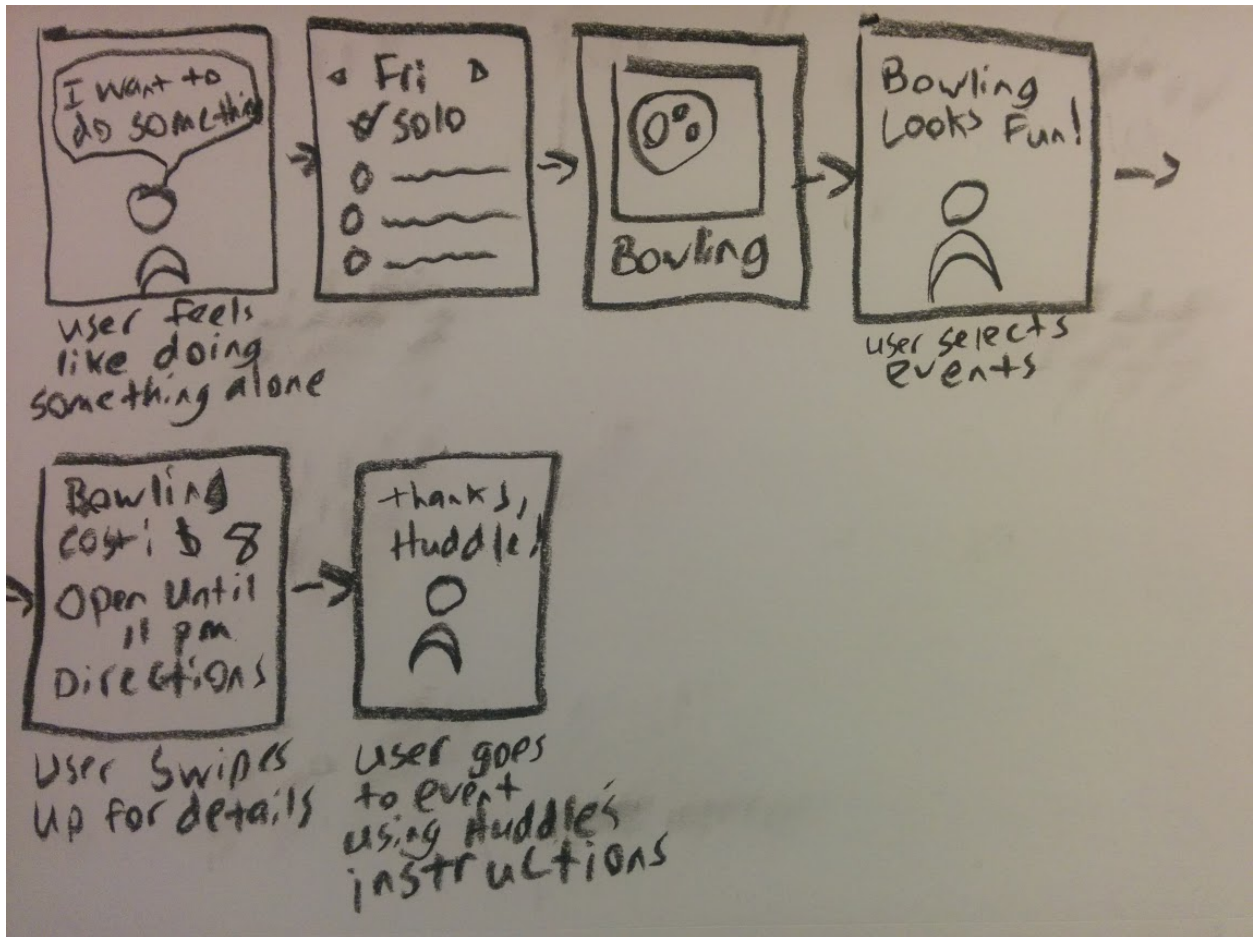 I want to
do something
user feels
like doing
something alone
Fri
solo
Bowling
Bowling
Looks Fun!
user selects
events
Bowling
cost: $ 8
Open Until
11 pm
Directions
User Swipes
up for details
thanks,
Huddle!
user goes
to event
using Huddle's
instructions